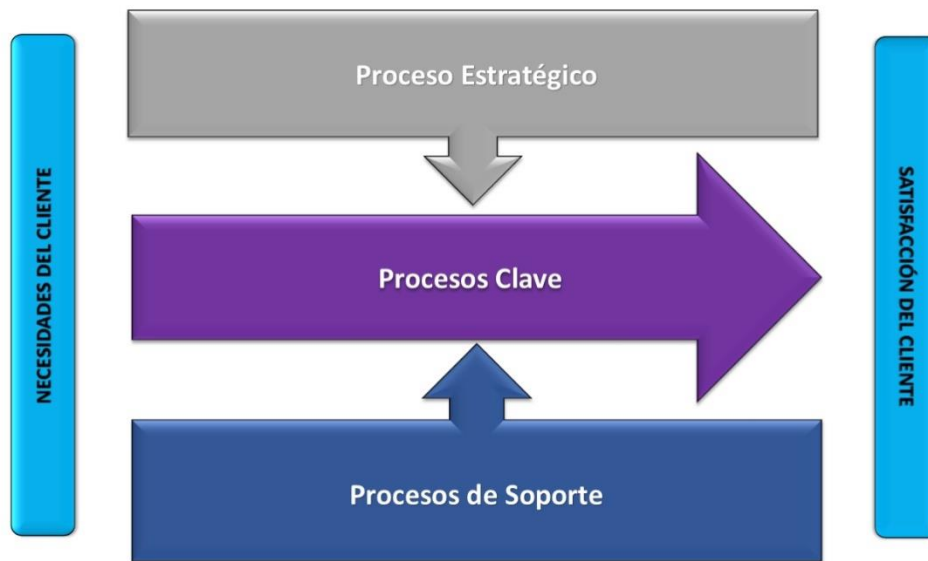 Proceso Estratégico
NECESIDADES DEL CLIENTE
Procesos Clave
SATISFACCIÓN DEL CLIENTE
Procesos de Soporte